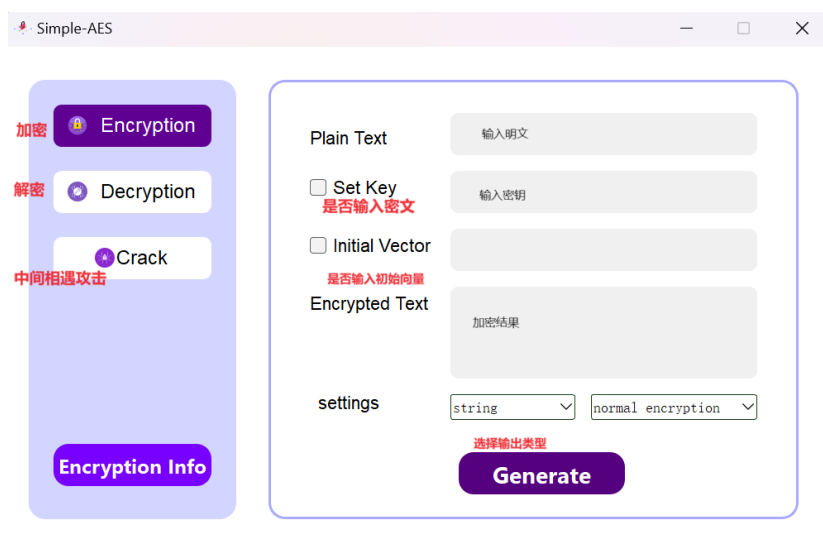 Simple-AES
加密
Encryption
解密
Decryption
Crack
中间相遇攻击
Encryption Info
Plain Text
输入明文
Set Key
输入密钥
是否输入密文
Initial Vector
是否输入初始向量
Encrypted Text
加密结果
settings
string
normal encryption
选择输出类型
Generate